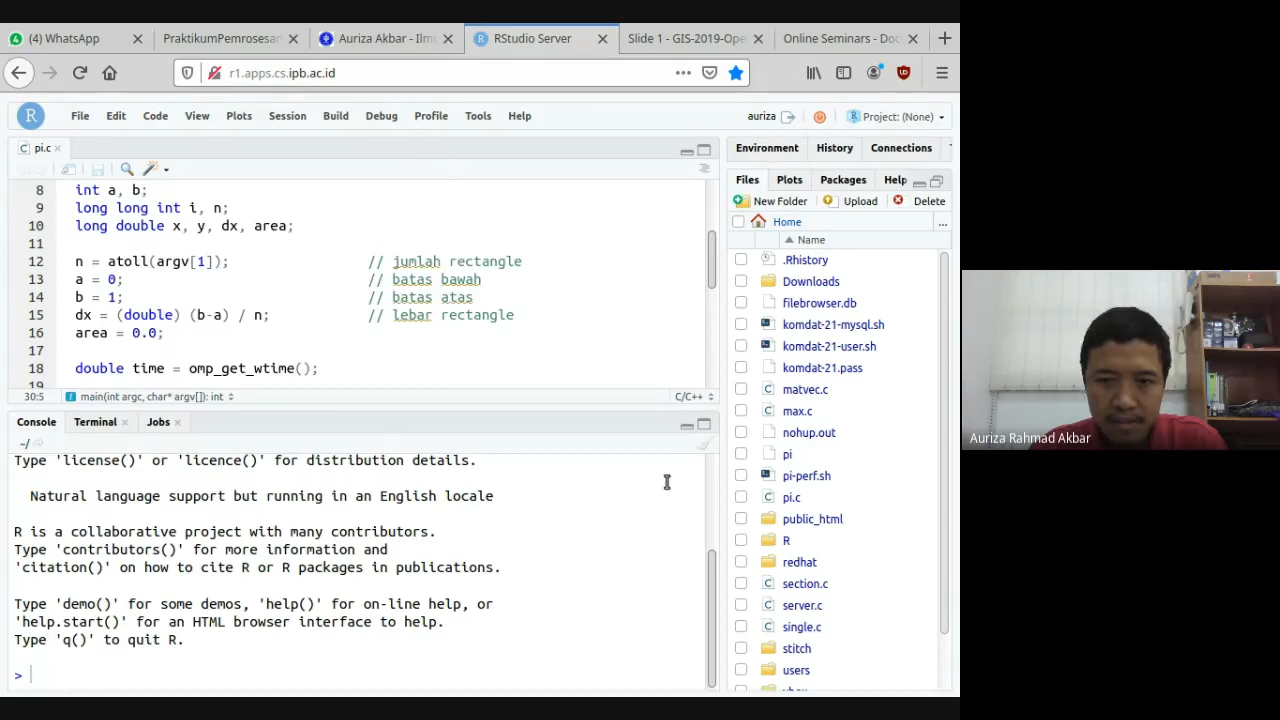 (4) WhatsApp
PraktikumPemrosesan
Auriza Akbar - Ilm
RStudio Server
Slide 1 - GIS-2019-Ope
Online Seminars - Doc
r1.apps.cs.ipb.ac.id
File Edit Code View Plots Session Build Debug Profile Tools Help
auriza
Project: (None)
pi.c
8 int a, b;
9 long long int i, n;
10 long double x, y, dx, area;
11
12 n = atoll(argv[1]); // jumlah rectangle
13 a = 0; // batas bawah
14 b = 1; // batas atas
15 dx = (double) (b-a) / n; // lebar rectangle
16 area = 0.0;
17
18 double time = omp_get_wtime();
19
30:5 main(int argc, char* argv[]): int C/C++
Console Terminal Jobs
~/
Type 'license()' or 'licence()' for distribution details.
Natural language support but running in an English locale
R is a collaborative project with many contributors.
Type 'contributors()' for more information and
'citation()' on how to cite R or R packages in publications.
Type 'demo()' for some demos, 'help()' for on-line help, or
'help.start()' for an HTML browser interface to help.
Type 'q()' to quit R.
>
Environment History Connections
Files Plots Packages Help
New Folder Upload Delete
Home ...
Name
.Rhistory
Downloads
filebrowser.db
komdat-21-mysql.sh
komdat-21-user.sh
komdat-21.pass
matvec.c
max.c
nohup.out
pi
pi-perf.sh
pi.c
public_html
R
redhat
section.c
server.c
single.c
stitch
users
Auriza Rahmad Akbar